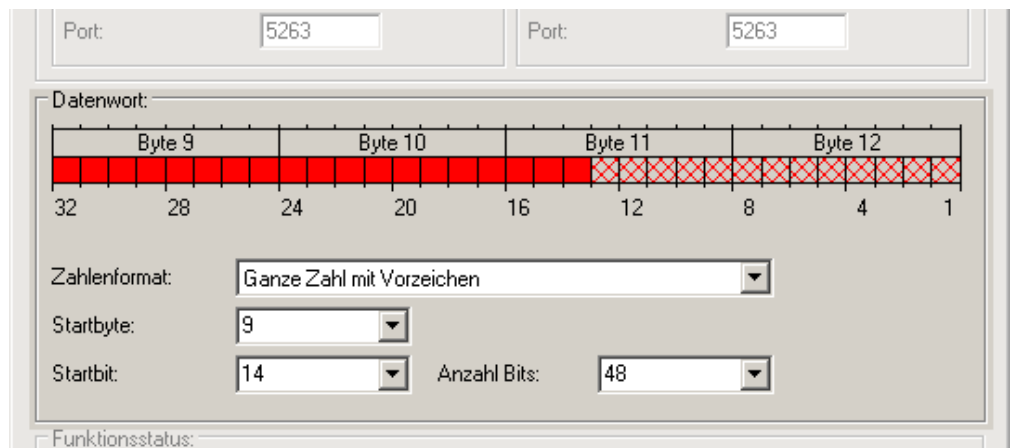 Port: 5263 Port: 5263
Datenwort:
Byte 9 Byte 10 Byte 11 Byte 12
32 28 24 20 16 12 8 4 1
Zahlenformat: Ganze Zahl mit Vorzeichen
Startbyte: 9
Startbit: 14 Anzahl Bits: 48
Funktionsstatus: